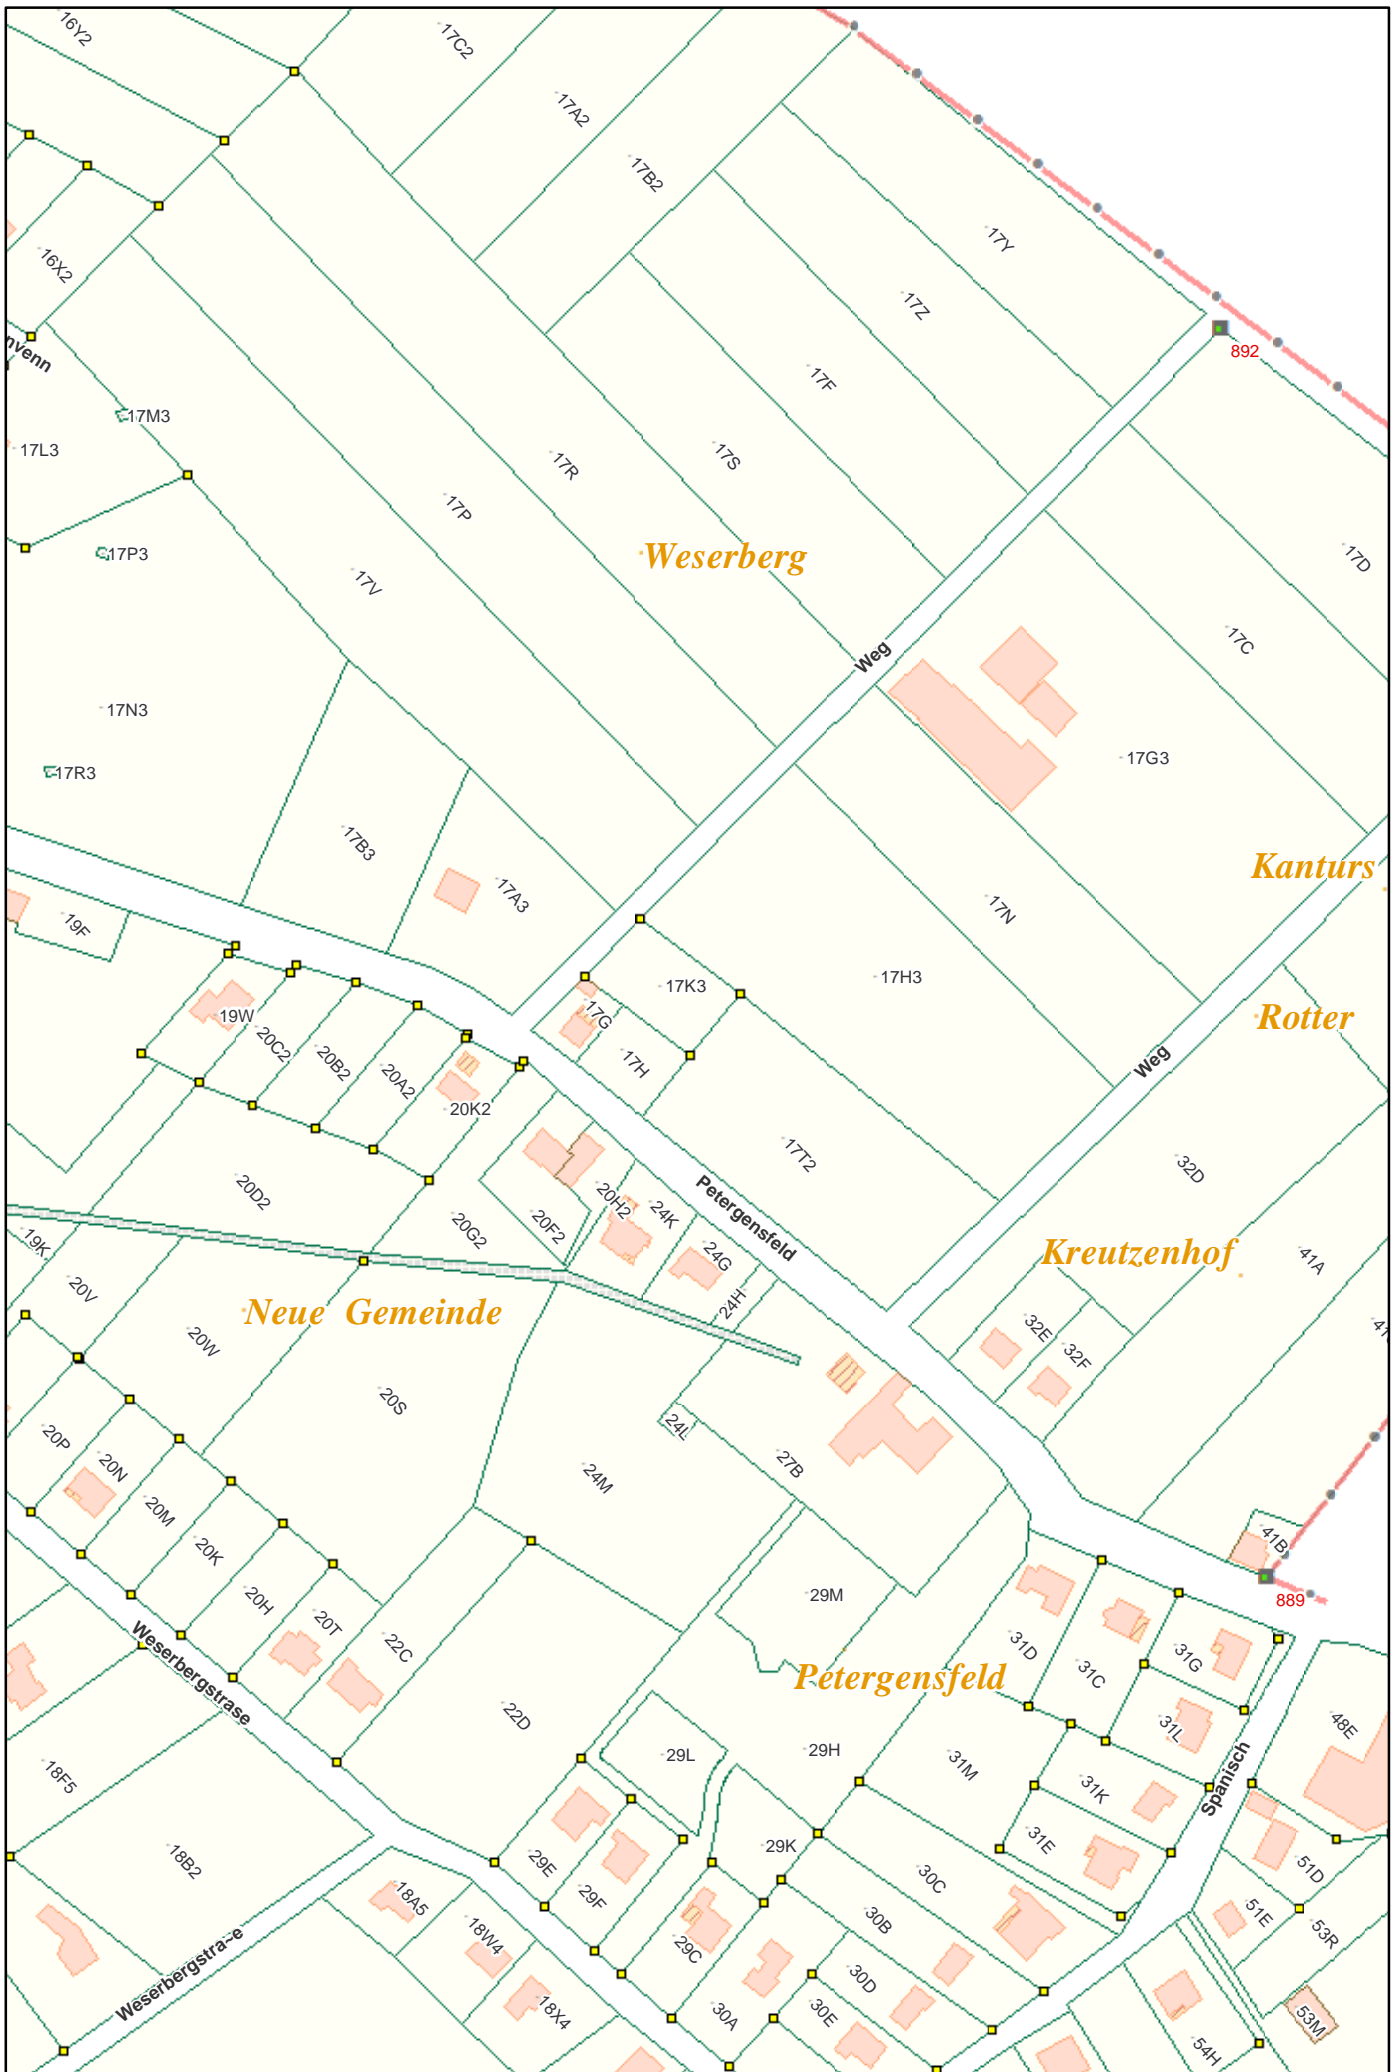 16Y2
17C2
17A2
17B2
17Y
16X2
17Z
892
nvenn
17F
17M3
17L3
17S
17R
17P
17D
Weserberg
17P3
17V
17C
Weg
17N3
17G3
17R3
17B3
Kanturs
17A3
17N
19F
17H3
17K3
19W
17G
Rotter
20C2
20B2
17H
Weg
20A2
20K2
17T2
32D
20D2
20H2
24K
Petergensfeld
20F2
20G2
19K
24G
Kreutzenhof
41A
20V
24H
Neue Gemeinde
32E
41
20W
32F
20S
24L
20P
20N
24M
27B
20M
20K
41B
889
20H
29M
20T
22C
31D
31G
Weserbergstrase
31C
Petergensfeld
22D
31L
48E
29L
29H
31M
18F5
31K
Spanisch
29K
31E
18B2
29E
30C
51D
29F
18A5
30B
51E
53R
18W4
29C
Weserbergstra~e
30D
30A
30E
18X4
53M
54H